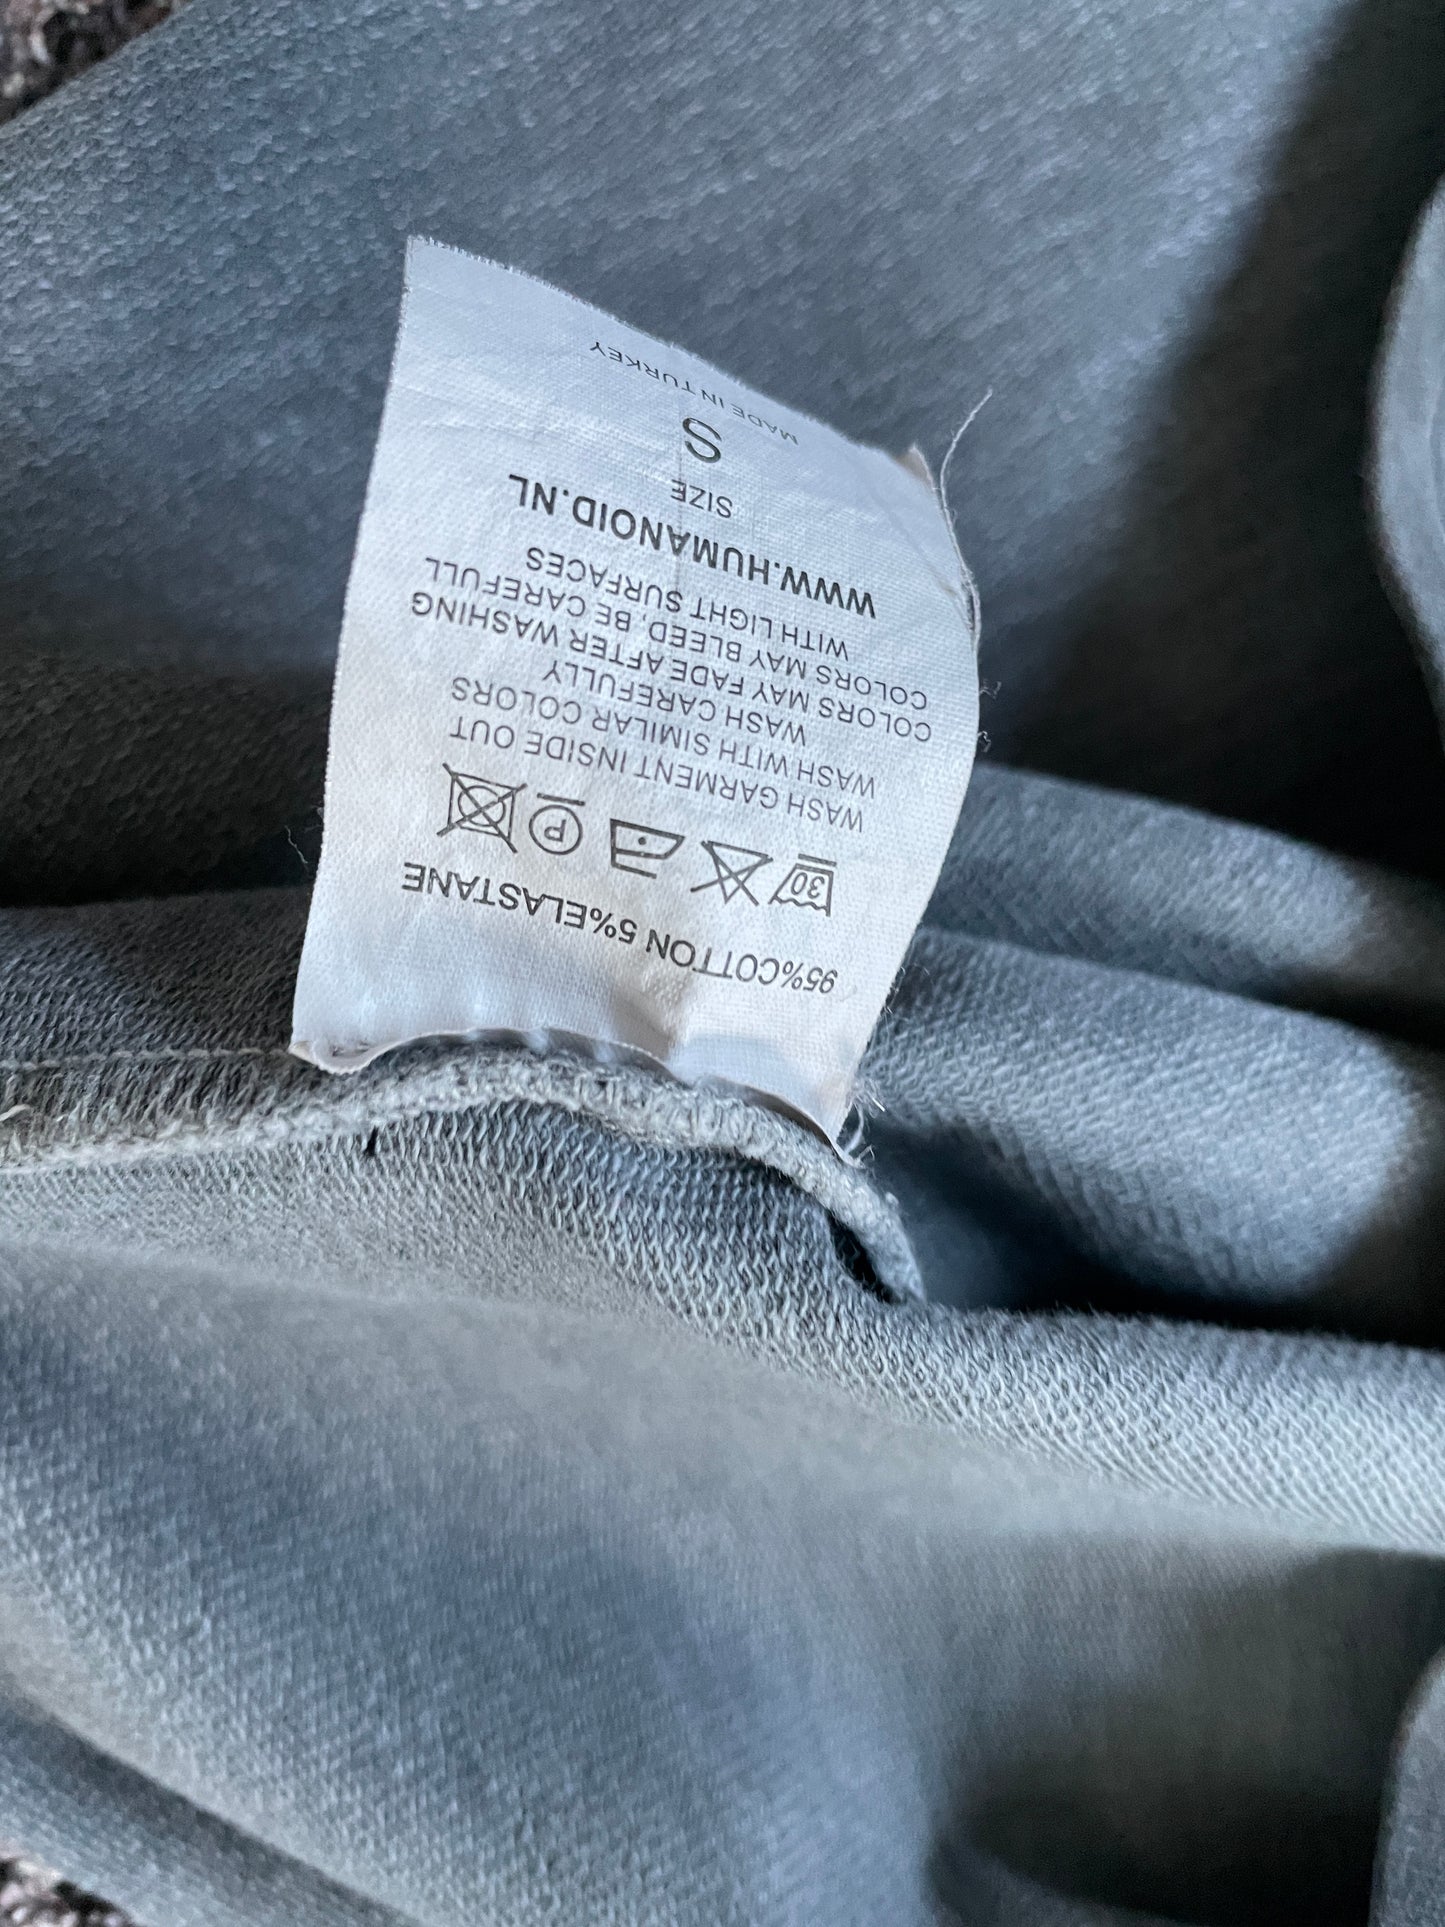 95%COTTON 5%ELASTANE
30 P
WASH GARMENT INSIDE OUT
WASH WITH SIMILAR COLORS
WASH CAREFULLY
COLORS MAY FADE AFTER WASHING
COLORS MAY BLEED, BE CAREFULL
WITH LIGHT SURFACES
WWW.HUMANOID.NL
SIZE
S
MADE IN TURKEY